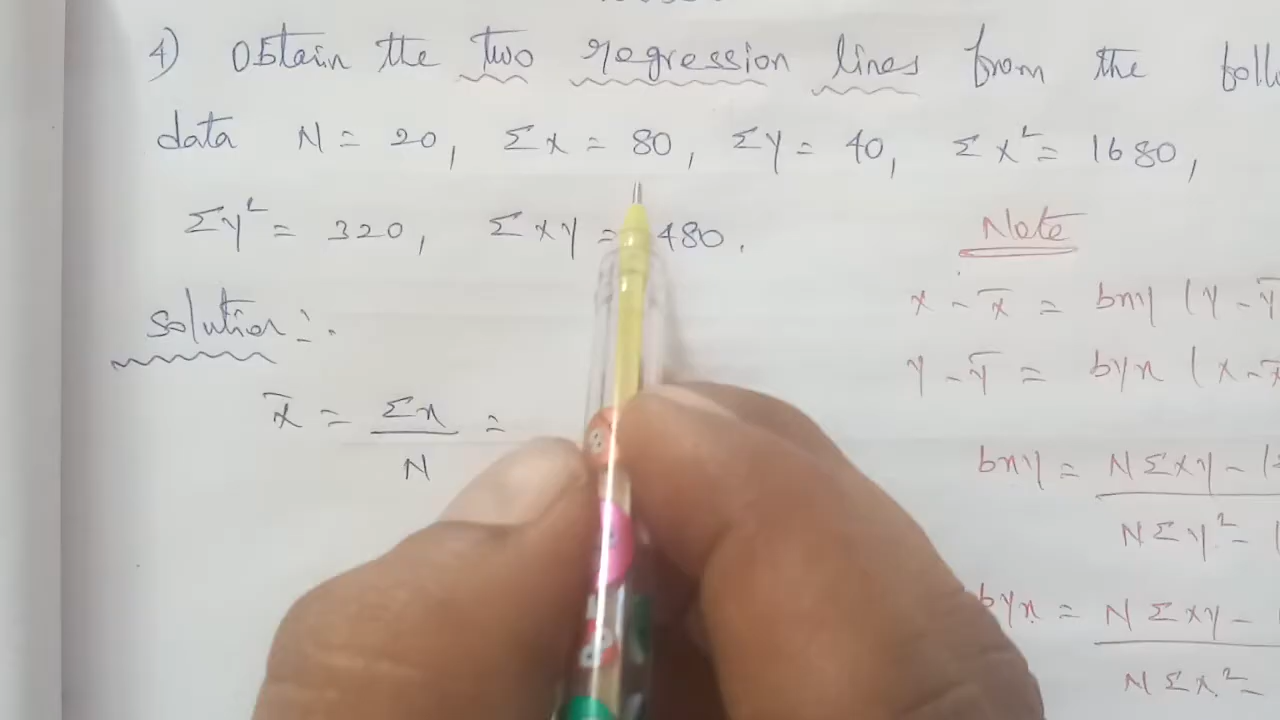 4) Obtain the two regression lines from the
data N = 20, Σx = 80, Σy = 40, Σx² = 1680,
Σy² = 320, Σxy = 480.
Note
Solution:-
x - x̄ = bxy (y - ȳ
y - ȳ = byx (x - x̄
x̄ = Σx/N =
bxy = NΣxy - (
NΣy² - (
byx = NΣxy -
NΣx² -